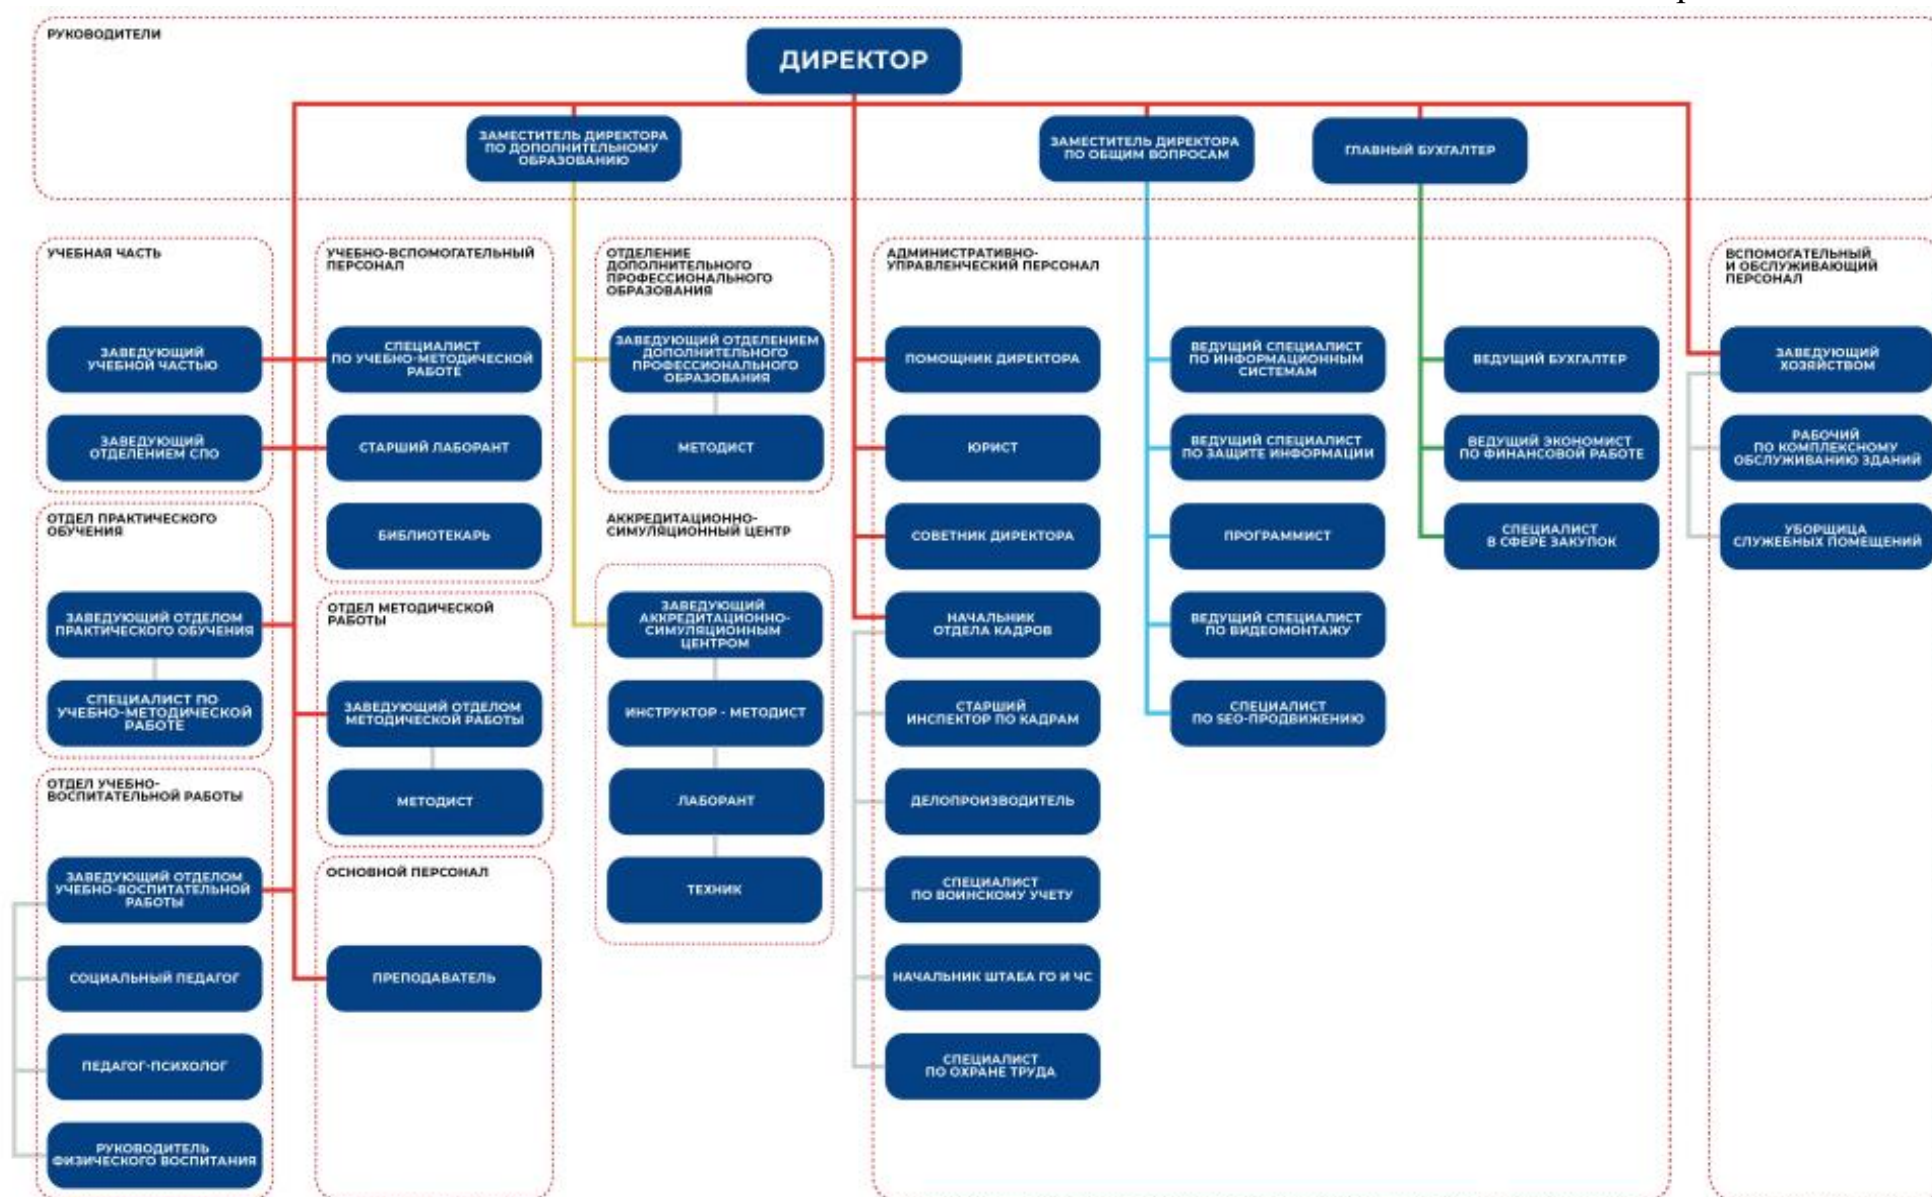 РУКОВОДИТЕЛИ
ДИРЕКТОР
ЗАМЕСТИТЕЛЬ ДИРЕКТОРА
ПО ДОПОЛНИТЕЛЬНОМУ
ОБРАЗОВАНИЮ
ЗАМЕСТИТЕЛЬ ДИРЕКТОРА
ПО ОБЩИМ ВОПРОСАМ
ГЛАВНЫЙ БУХГАЛТЕР
УЧЕБНАЯ ЧАСТЬ
ЗАВЕДУЮЩИЙ
УЧЕБНОЙ ЧАСТЬЮ
ЗАВЕДУЮЩИЙ
ОТДЕЛЕНИЕМ СПО
ОТДЕЛ ПРАКТИЧЕСКОГО
ОБУЧЕНИЯ
ЗАВЕДУЮЩИЙ ОТДЕЛОМ
ПРАКТИЧЕСКОГО ОБУЧЕНИЯ
СПЕЦИАЛИСТ ПО
УЧЕБНО-МЕТОДИЧЕСКОЙ
РАБОТЕ
ОТДЕЛ УЧЕБНО-
ВОСПИТАТЕЛЬНОЙ РАБОТЫ
ЗАВЕДУЮЩИЙ ОТДЕЛОМ
УЧЕБНО-ВОСПИТАТЕЛЬНОЙ
РАБОТЫ
СОЦИАЛЬНЫЙ ПЕДАГОГ
ПЕДАГОГ-ПСИХОЛОГ
РУКОВОДИТЕЛЬ
ФИЗИЧЕСКОГО ВОСПИТАНИЯ
УЧЕБНО-ВСПОМОГАТЕЛЬНЫЙ
ПЕРСОНАЛ
СПЕЦИАЛИСТ
ПО УЧЕБНО-МЕТОДИЧЕСКОЙ
РАБОТЕ
СТАРШИЙ ЛАБОРАНТ
БИБЛИОТЕКАРЬ
ОТДЕЛ МЕТОДИЧЕСКОЙ
РАБОТЫ
ЗАВЕДУЮЩИЙ ОТДЕЛОМ
МЕТОДИЧЕСКОЙ РАБОТЫ
МЕТОДИСТ
ОСНОВНОЙ ПЕРСОНАЛ
ПРЕПОДАВАТЕЛЬ
ОТДЕЛЕНИЕ
ДОПОЛНИТЕЛЬНОГО
ПРОФЕССИОНАЛЬНОГО
ОБРАЗОВАНИЯ
ЗАВЕДУЮЩИЙ ОТДЕЛЕНИЕМ
ДОПОЛНИТЕЛЬНОГО
ПРОФЕССИОНАЛЬНОГО
ОБРАЗОВАНИЯ
МЕТОДИСТ
АККРЕДИТАЦИОННО-
СИМУЛЯЦИОННЫЙ ЦЕНТР
ЗАВЕДУЮЩИЙ
АККРЕДИТАЦИОННО-
СИМУЛЯЦИОННЫМ
ЦЕНТРОМ
ИНСТРУКТОР - МЕТОДИСТ
ЛАБОРАНТ
ТЕХНИК
АДМИНИСТРАТИВНО-
УПРАВЛЕНЧЕСКИЙ ПЕРСОНАЛ
ПОМОЩНИК ДИРЕКТОРА
ЮРИСТ
СОВЕТНИК ДИРЕКТОРА
НАЧАЛЬНИК
ОТДЕЛА КАДРОВ
СТАРШИЙ
ИНСПЕКТОР ПО КАДРАМ
ДЕЛОПРОИЗВОДИТЕЛЬ
СПЕЦИАЛИСТ
ПО ВОИНСКОМУ УЧЕТУ
НАЧАЛЬНИК ШТАБА ГО И ЧС
СПЕЦИАЛИСТ
ПО ОХРАНЕ ТРУДА
ВЕДУЩИЙ СПЕЦИАЛИСТ
ПО ИНФОРМАЦИОННЫМ
СИСТЕМАМ
ВЕДУЩИЙ СПЕЦИАЛИСТ
ПО ЗАЩИТЕ ИНФОРМАЦИИ
ПРОГРАММИСТ
ВЕДУЩИЙ СПЕЦИАЛИСТ
ПО ВИДЕОМОНТАЖУ
СПЕЦИАЛИСТ
ПО SEO-ПРОДВИЖЕНИЮ
ВЕДУЩИЙ БУХГАЛТЕР
ВЕДУЩИЙ ЭКОНОМИСТ
ПО ФИНАНСОВОЙ РАБОТЕ
СПЕЦИАЛИСТ
В СФЕРЕ ЗАКУПОК
ВСПОМОГАТЕЛЬНЫЙ
И ОБСЛУЖИВАЮЩИЙ
ПЕРСОНАЛ
ЗАВЕДУЮЩИЙ
ХОЗЯЙСТВОМ
РАБОЧИЙ
ПО КОМПЛЕКСНОМУ
ОБСЛУЖИВАНИЮ ЗДАНИЙ
УБОРЩИЦА
СЛУЖЕБНЫХ ПОМЕЩЕНИЙ